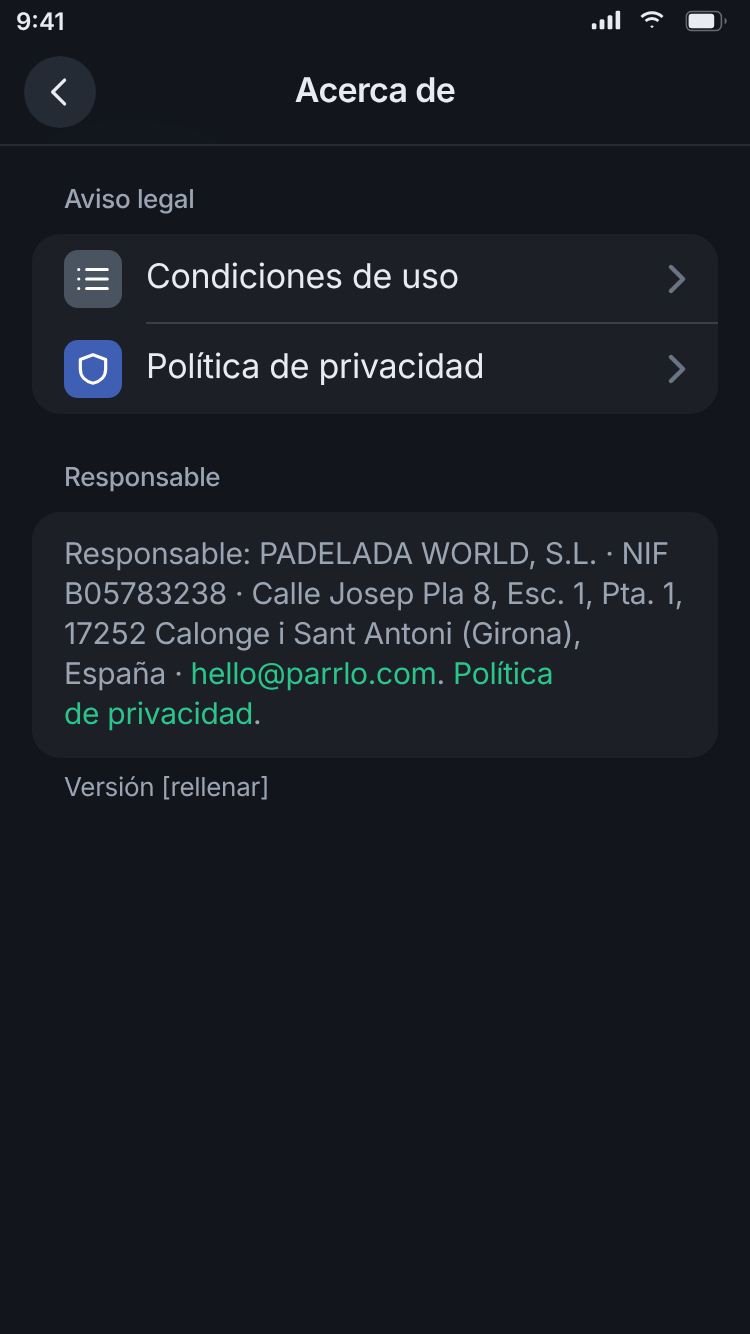 9:41
Acerca de
Aviso legal
Condiciones de uso
Política de privacidad
Responsable
Responsable: PADELADA WORLD, S.L. · NIF
B05783238 · Calle Josep Pla 8, Esc. 1, Pta. 1,
17252 Calonge i Sant Antoni (Girona),
España · hello@parrlo.com. Política
de privacidad.
Versión [rellenar]